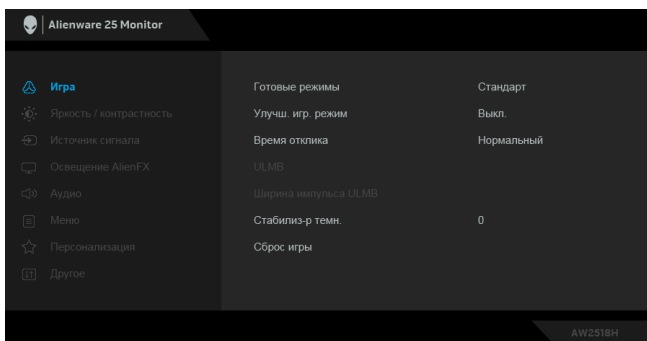 Alienware 25 Monitor
Игра
Готовые режимы
Стандарт
Яркость / контрастность
Улучш. игр. режим
Выкл.
Источник сигнала
Время отклика
Нормальный
Освещение AlienFX
ULMB
Аудио
Ширина импульса ULMB
Меню
Стабилиз-р темн.
0
Персонализация
Сброс игры
Другое
AW2518H